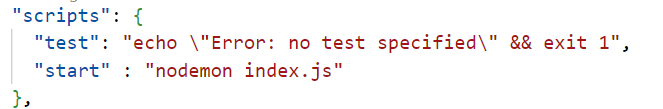 "scripts": {
"test": "echo \"Error: no test specified\" && exit 1",
"start" : "nodemon index.js"
},